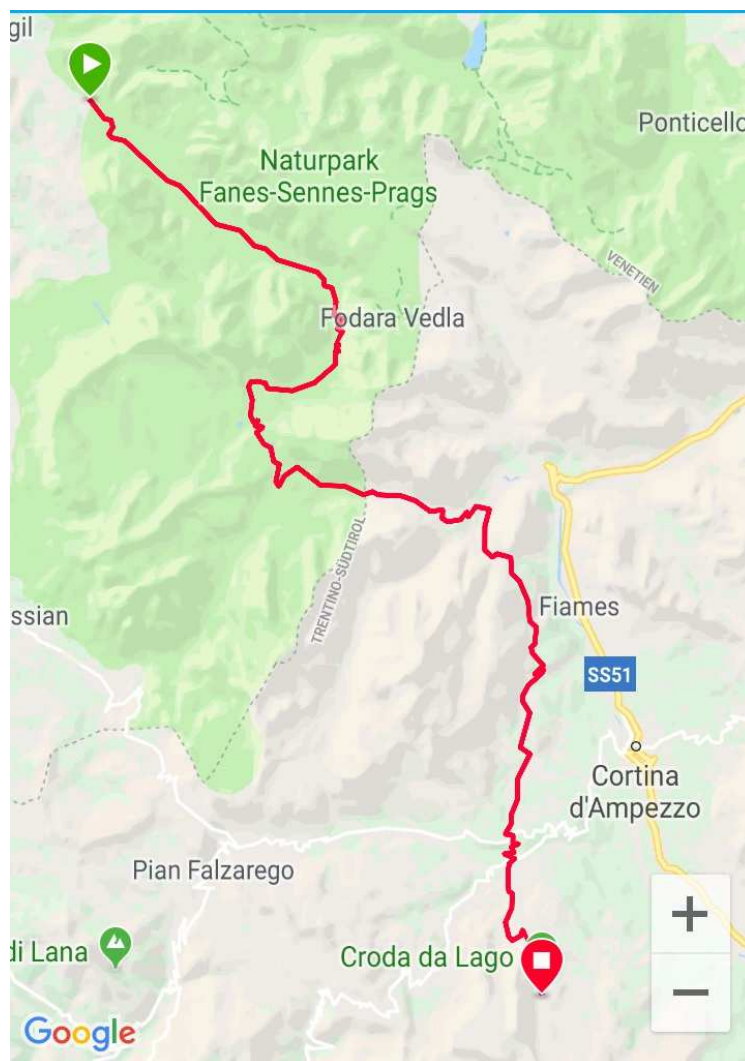 gil
Ponticello
Naturpark
Fanes-Sennes-Prags
VENETIEN
Fodara Vedla
TRENTINO-SÜDTIROL
Fiames
ssian
SS51
Cortina
d'Ampezzo
Pian Falzarego
di Lana
Croda da Lago
+
−
Google